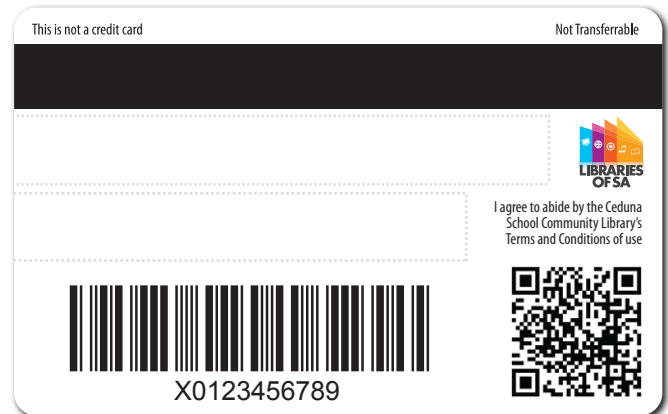 This is not a credit card
Not Transferrable
LIBRARIES
OF SA
I agree to abide by the Ceduna
School Community Library's
Terms and Conditions of use
X0123456789